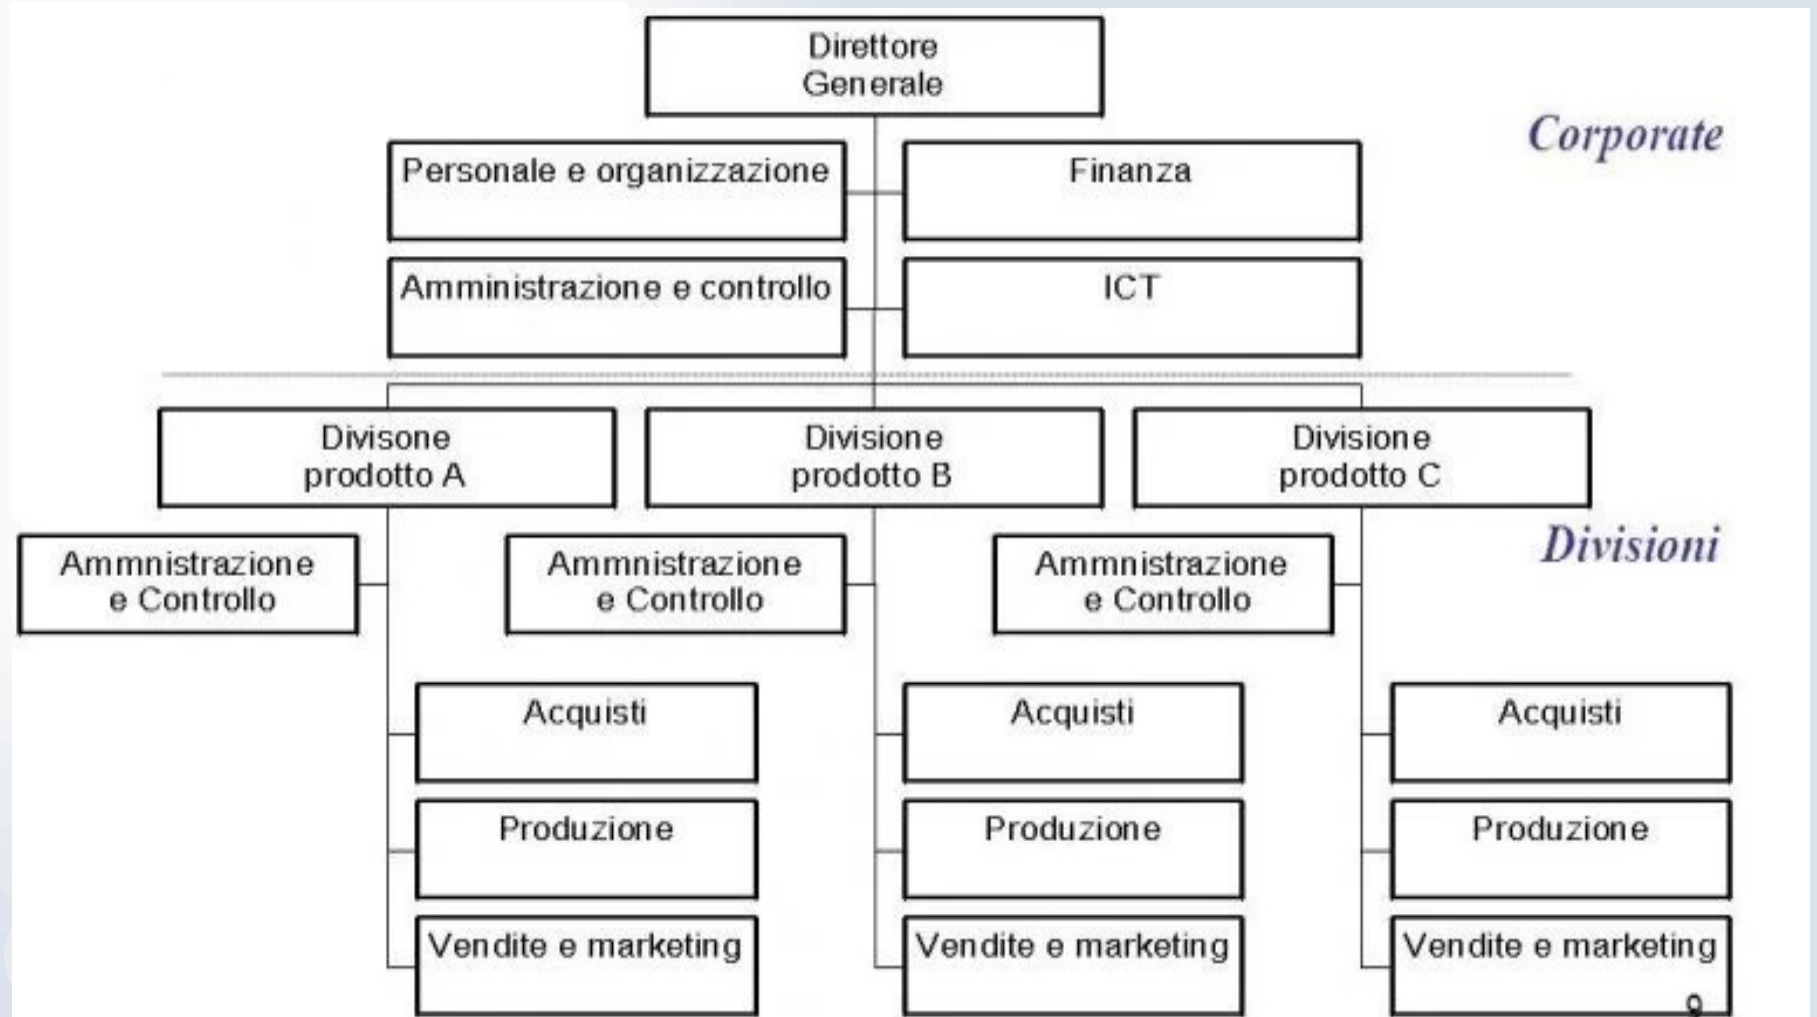 Direttore
Generale
Corporate
Personale e organizzazione
Finanza
Amministrazione e controllo
ICT
Divisone
prodotto A
Divisione
prodotto B
Divisione
prodotto C
Divisioni
Ammnistrazione
e Controllo
Ammnistrazione
e Controllo
Ammnistrazione
e Controllo
Acquisti
Acquisti
Acquisti
Produzione
Produzione
Produzione
Vendite e marketing
Vendite e marketing
Vendite e marketing
9